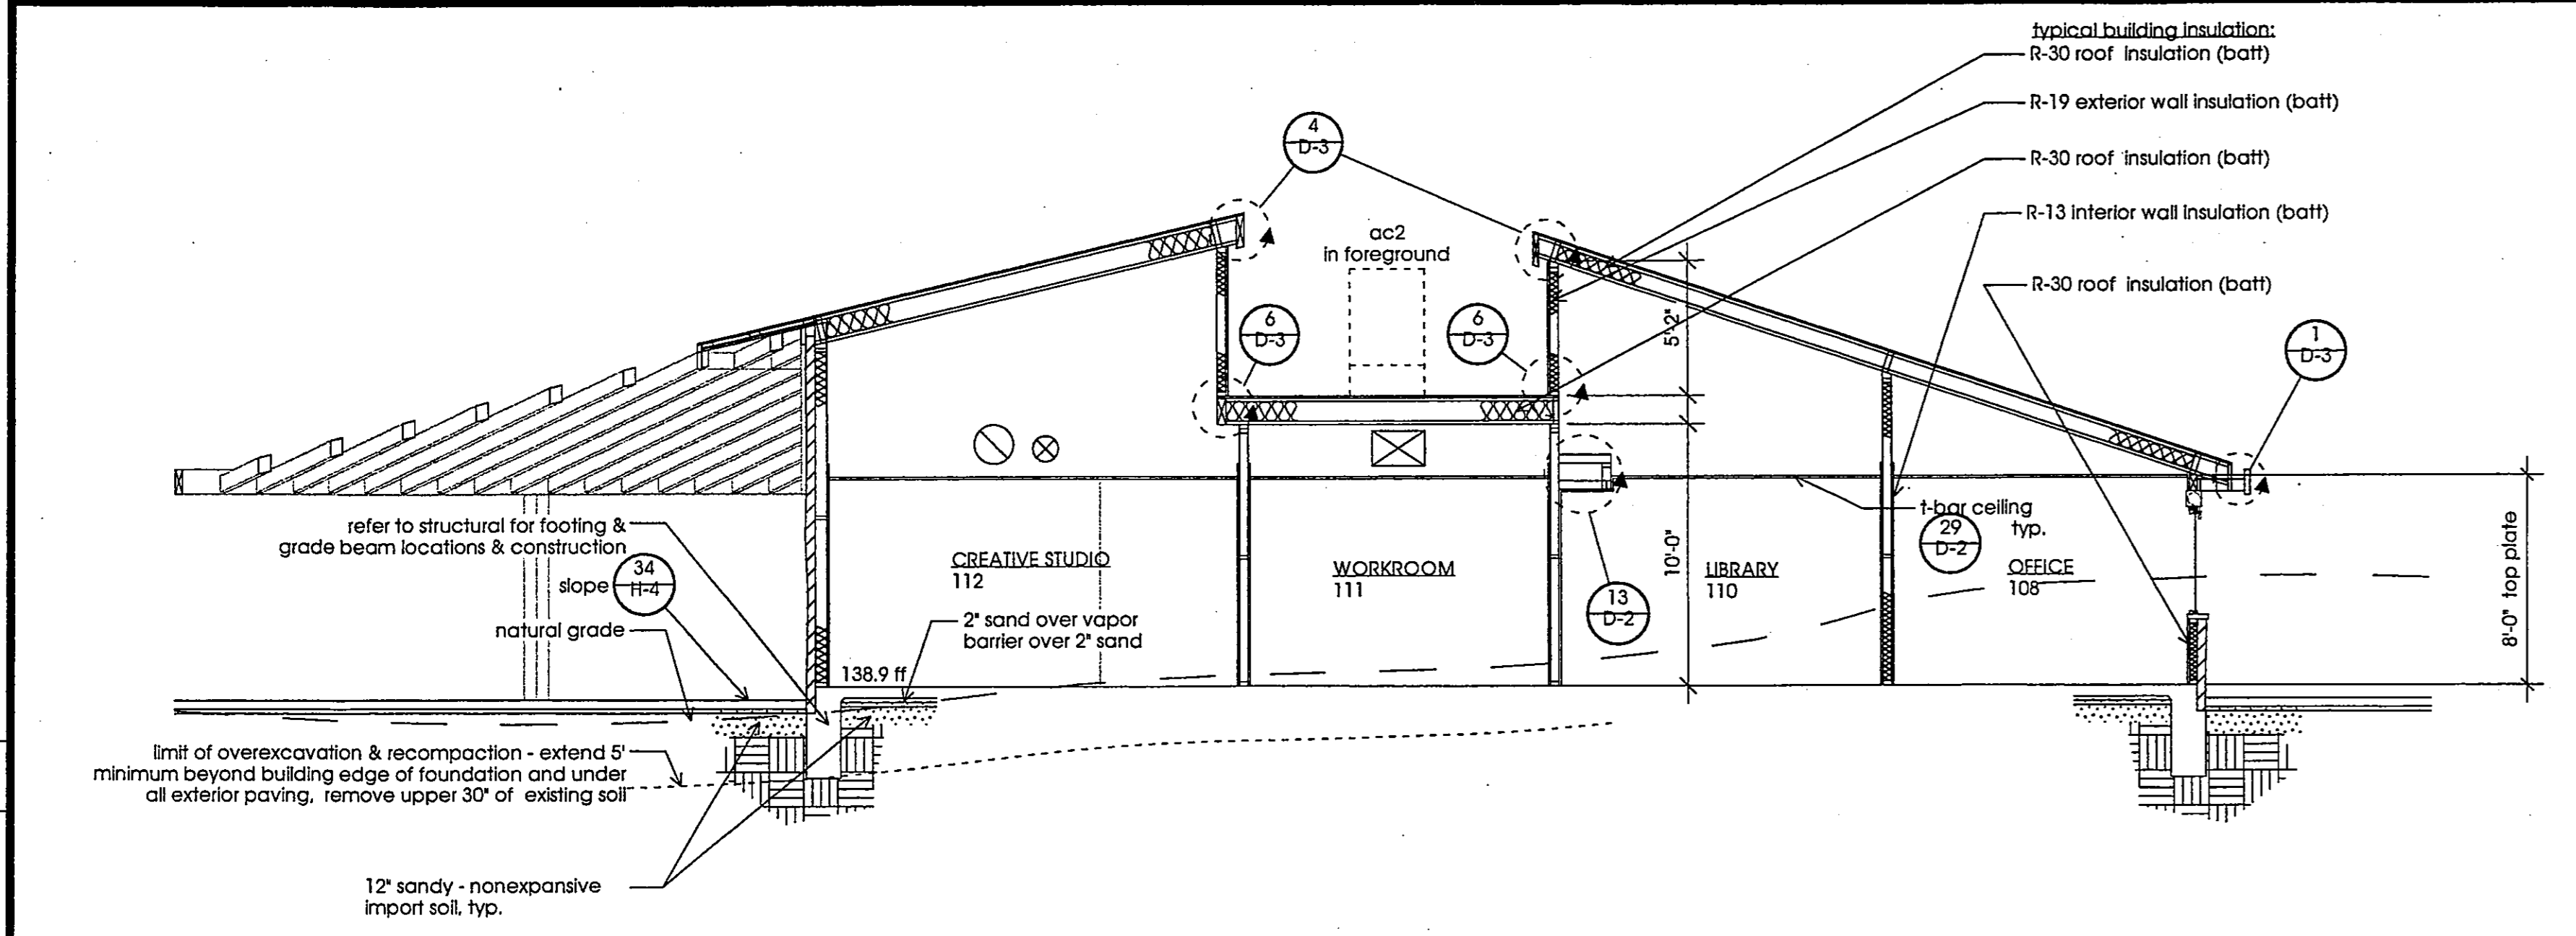 typical building insulation:
R-30 roof insulation (batt)
R-19 exterior wall insulation (batt)
R-30 roof insulation (batt)
R-13 interior wall insulation (batt)
R-30 roof insulation (batt)
4
D-3
ac2
in foreground
6
D-3
6
D-3
5'-2"
1
D-3
refer to structural for footing &
grade beam locations & construction
34
H-4
slope
natural grade
CREATIVE STUDIO
112
2" sand over vapor
barrier over 2" sand
138.9 ff
WORKROOM
111
13
D-2
10'-0"
LIBRARY
110
t-bar ceiling
typ.
29
D-2
OFFICE
108
8'-0" top plate
limit of overexcavation & recompaction - extend 5'
minimum beyond building edge of foundation and under
all exterior paving, remove upper 30" of existing soil
12" sandy - nonexpansive
import soil, typ.